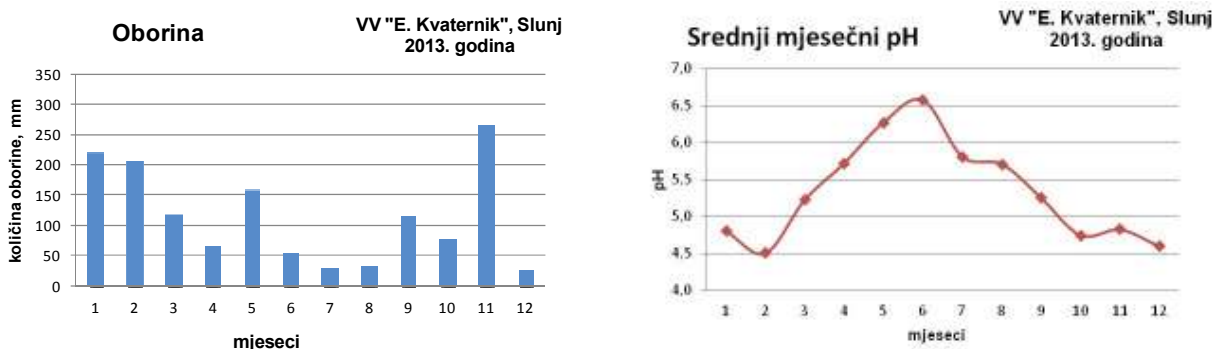 Oborina
VV "E. Kvaternik", Slunj
2013. godina
količina oborine, mm
350
300
250
200
150
100
50
0
1 2 3 4 5 6 7 8 9 10 11 12
mjeseci
Srednji mjesečni pH
VV "E. Kvaternik", Slunj
2013. godina
pH
7,0
6,5
6,0
5,5
5,0
4,5
4,0
1 2 3 4 5 6 7 8 9 10 11 12
mjeseci